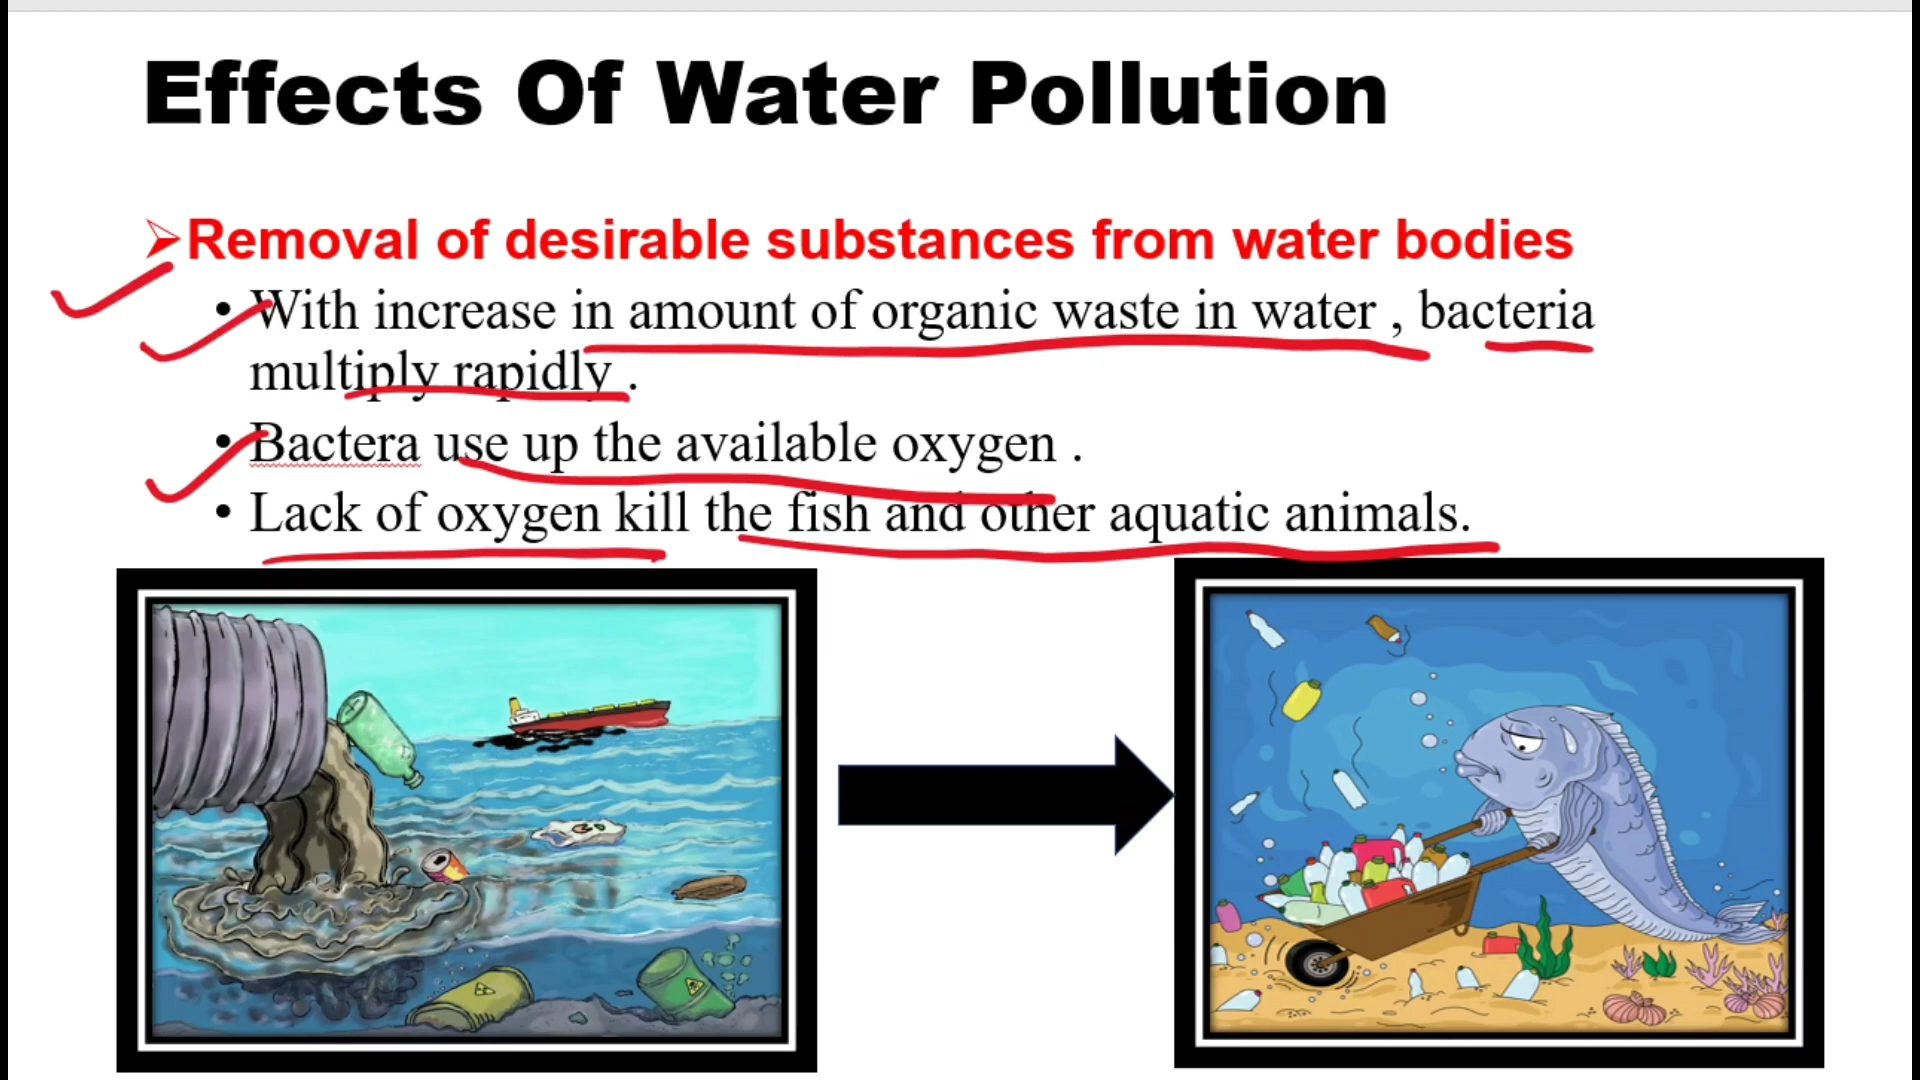 Effects Of Water Pollution
➢Removal of desirable substances from water bodies
• With increase in amount of organic waste in water , bacteria
multiply rapidly .
• Bactera use up the available oxygen .
• Lack of oxygen kill the fish and other aquatic animals.